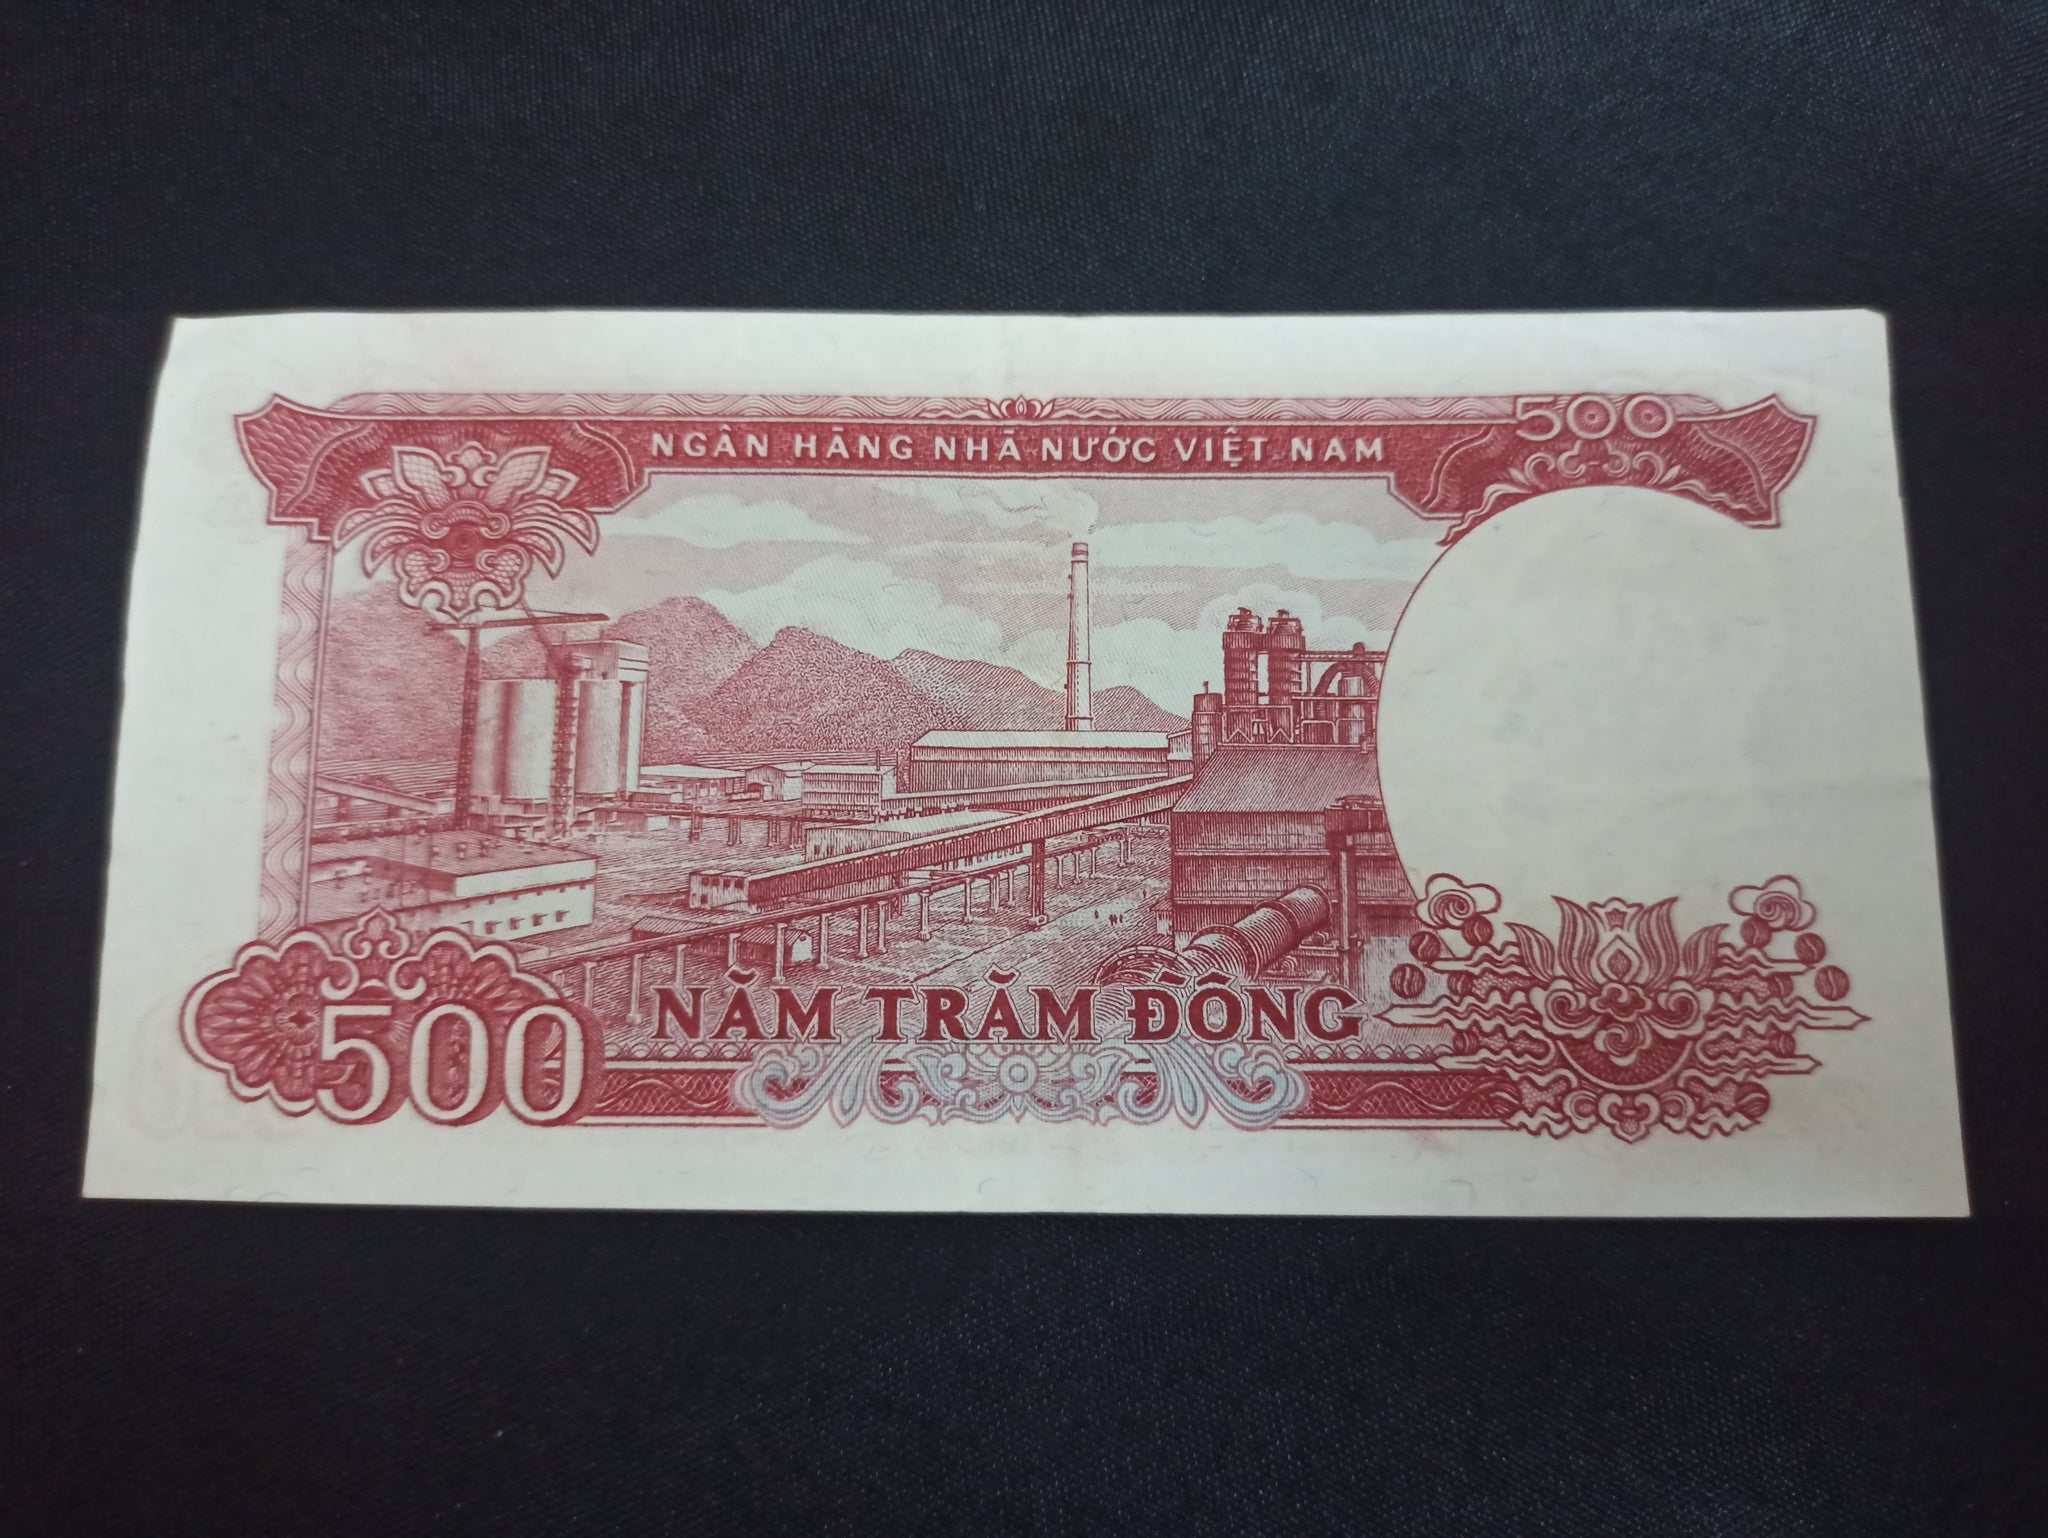 NGÂN HÀNG NHÀ NƯỚC VIỆT NAM
500
NĂM TRĂM ĐỒNG
500